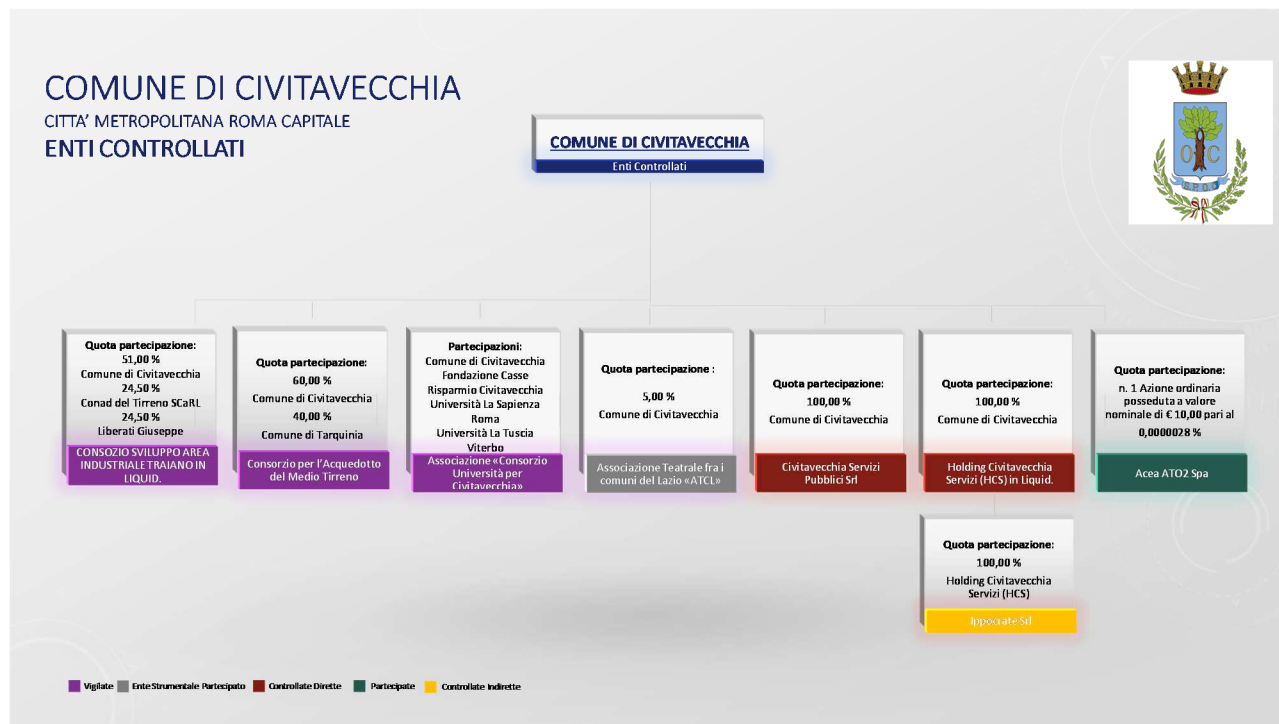 COMUNE DI CIVITAVECCHIA
CITTA' METROPOLITANA ROMA CAPITALE
ENTI CONTROLLATI
COMUNE DI CIVITAVECCHIA
Enti Controllati
O C
S.P.Q.C.
Quota partecipazione:
51,00 %
Comune di Civitavecchia
24,50 %
Conad del Tirreno SCaRL
24,50 %
Liberati Giuseppe
CONSOZIO SVILUPPO AREA
INDUSTRIALE TRAIANO IN
LIQUID.
Quota partecipazione:
60,00 %
Comune di Civitavecchia
40,00 %
Comune di Tarquinia
Consorzio per l'Acquedotto
del Medio Tirreno
Partecipazioni:
Comune di Civitavecchia
Fondazione Casse
Risparmio Civitavecchia
Università La Sapienza
Roma
Università La Tuscia
Viterbo
Associazione «Consorzio
Università per
Civitavecchia»
Quota partecipazione :
5,00 %
Comune di Civitavecchia
Associazione Teatrale fra i
comuni del Lazio «ATCL»
Quota partecipazione:
100,00 %
Comune di Civitavecchia
Civitavecchia Servizi
Pubblici Srl
Quota partecipazione:
100,00 %
Comune di Civitavecchia
Holding Civitavecchia
Servizi (HCS) in Liquid.
Quota partecipazione:
n. 1 Azione ordinaria
posseduta a valore
nominale di € 10,00 pari al
0,0000028 %
Acea ATO2 Spa
Quota partecipazione:
100,00 %
Holding Civitavecchia
Servizi (HCS)
Ippocrate Srl
Vigilate Ente Strumentale Partecipato Controllate Dirette Partecipate Controllate Indirette